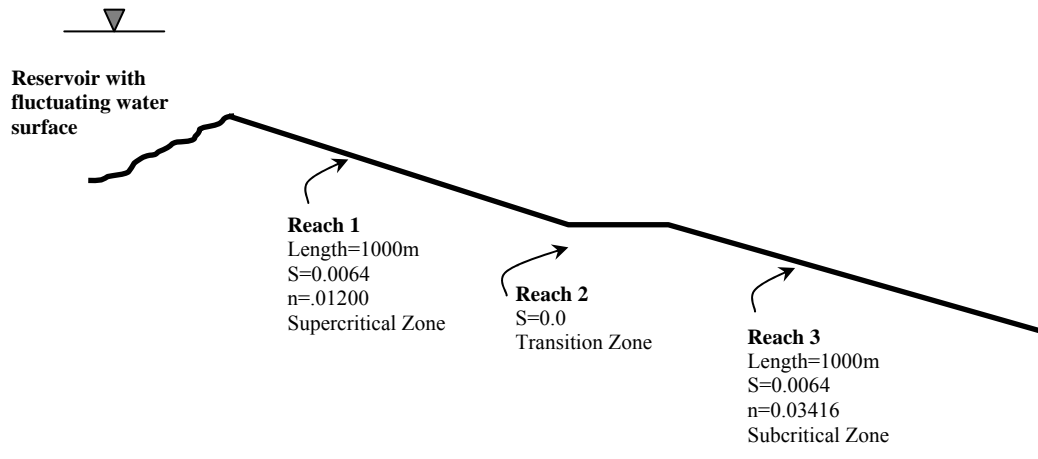 Reservoir with
fluctuating water
surface
Reach 1
Length=1000m
S=0.0064
n=.01200
Supercritical Zone
Reach 2
S=0.0
Transition Zone
Reach 3
Length=1000m
S=0.0064
n=0.03416
Subcritical Zone